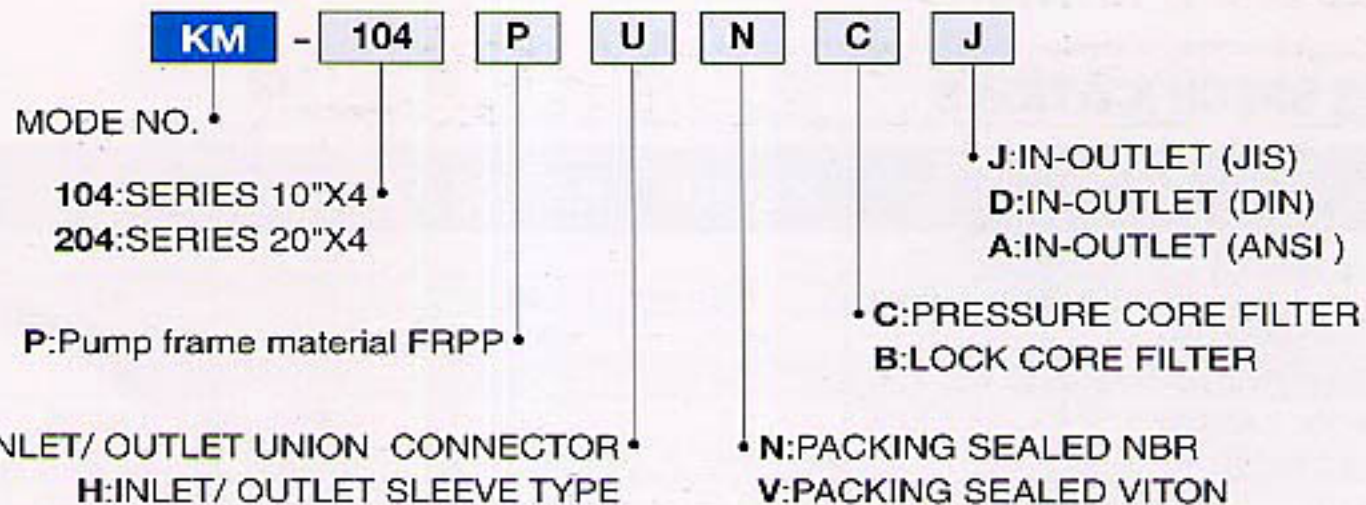 KM - 104 P U N C J
MODE NO.
104:SERIES 10"X4
204:SERIES 20"X4
P:Pump frame material FRPP
NLET/ OUTLET UNION CONNECTOR
H:INLET/ OUTLET SLEEVE TYPE
N:PACKING SEALED NBR
V:PACKING SEALED VITON
C:PRESSURE CORE FILTER
B:LOCK CORE FILTER
J:IN-OUTLET (JIS)
D:IN-OUTLET (DIN)
A:IN-OUTLET (ANSI )